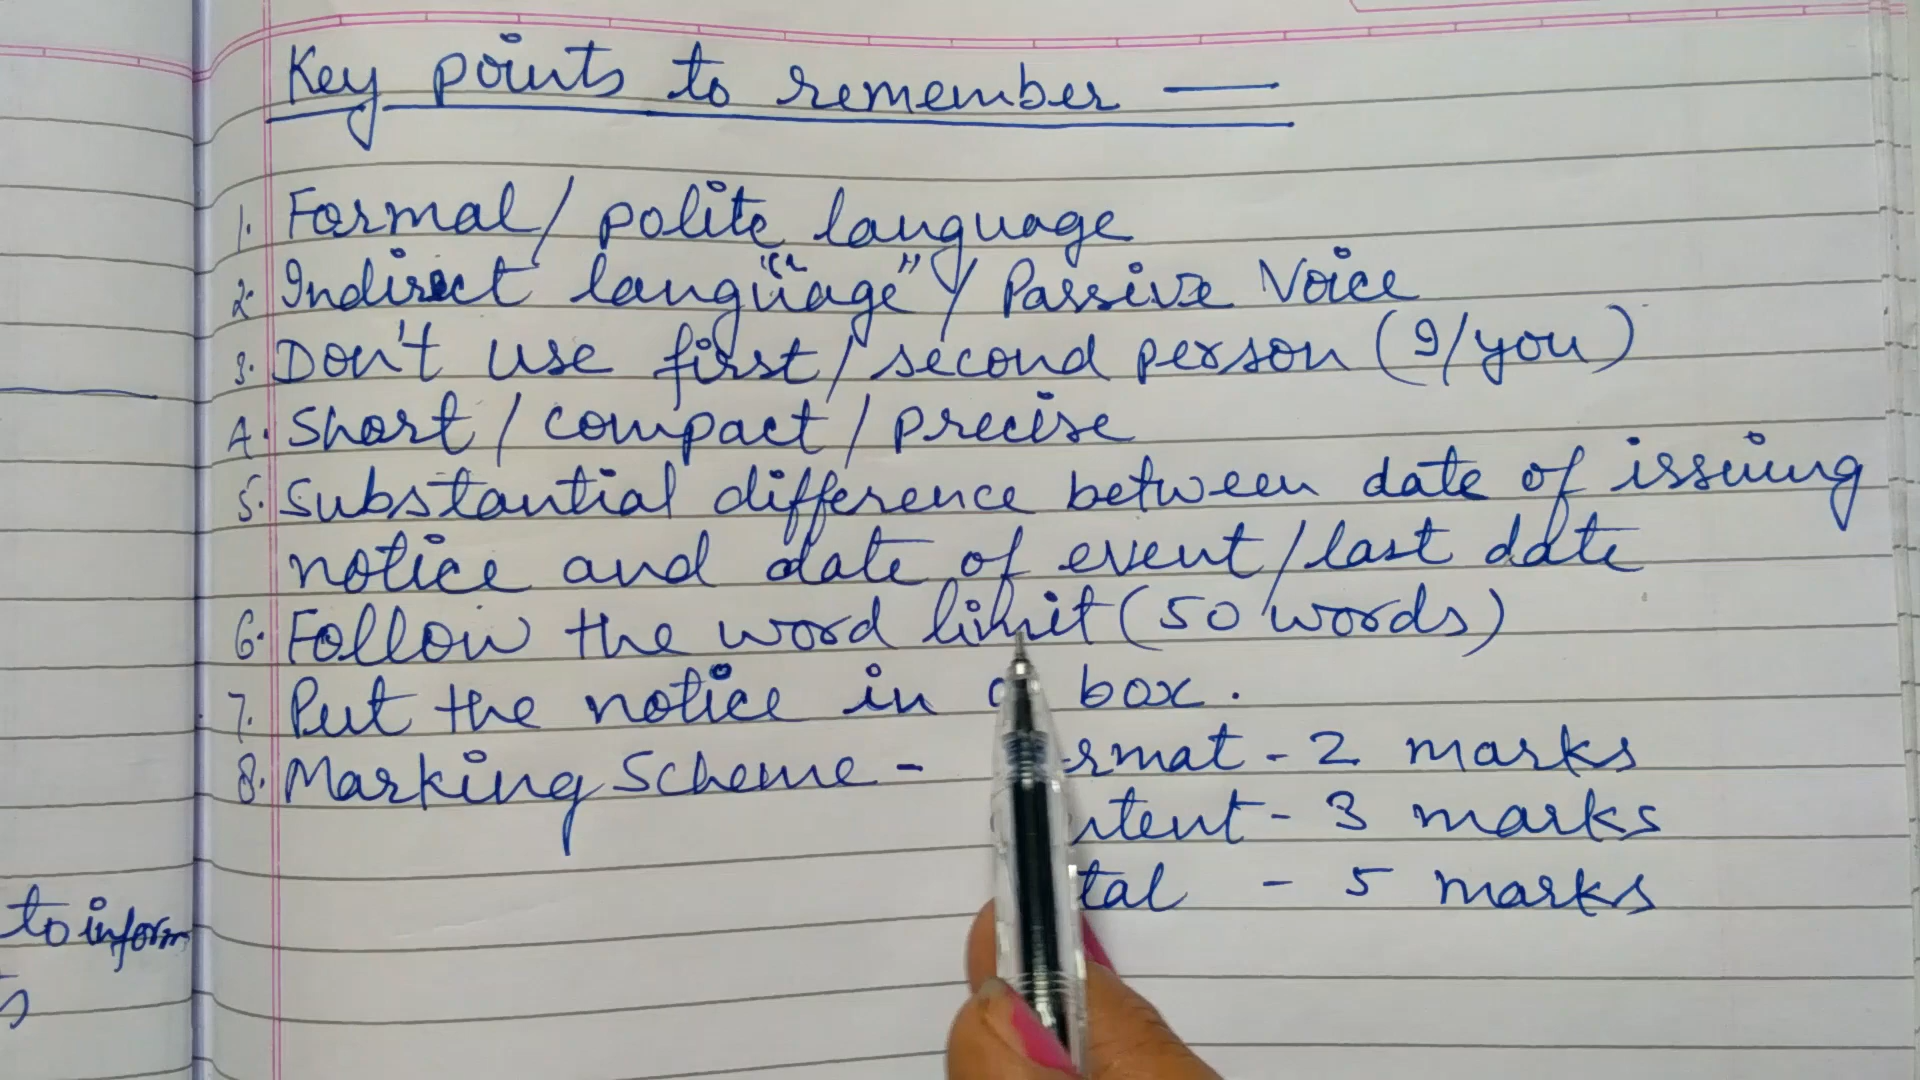 Key points to remember —
1. Formal/ polite language
2. Indirect language"/ Passive Voice
3. Don't use first/second person (I/you)
4. Short / compact / precise
5. Substantial difference between date of issuing
notice and date of event/last date
6. Follow the word limit (50 words)
7. Put the notice in a box.
8. Marking Scheme - rmat - 2 marks
ntent - 3 marks
tal - 5 marks
to inform